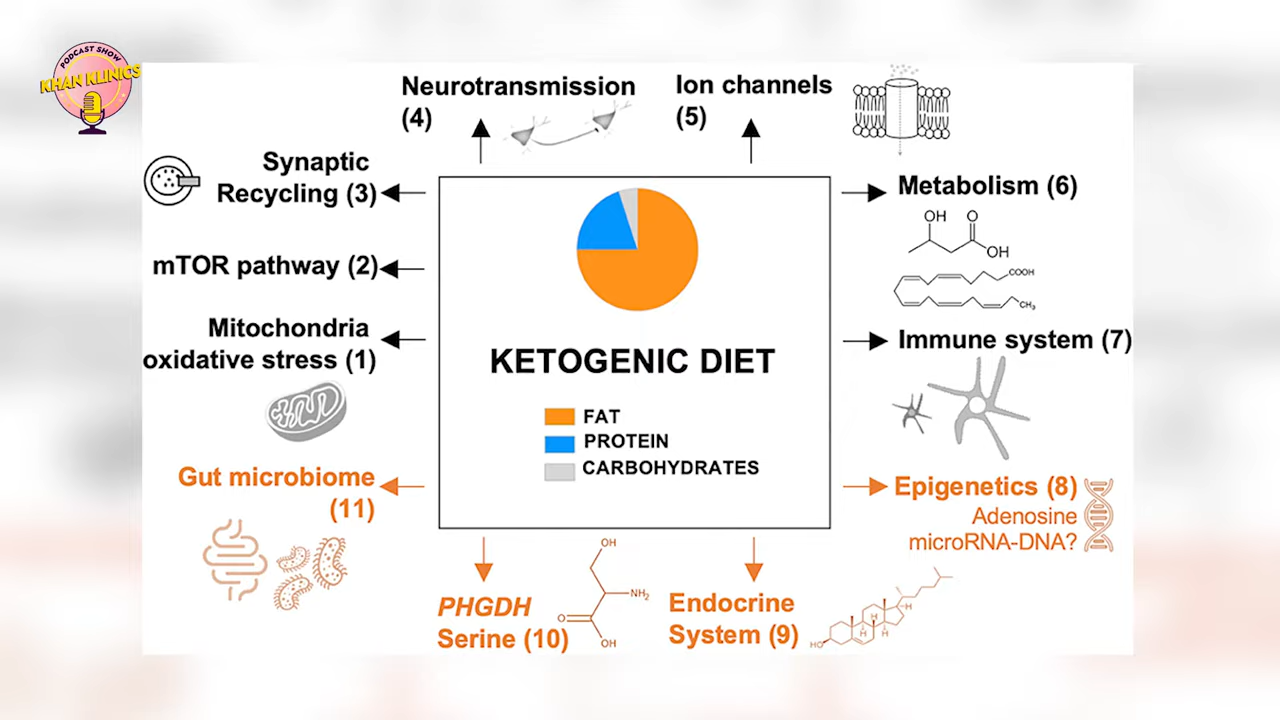 PODCAST SHOW
KHAN KLINICS
Neurotransmission
(4)
Ion channels
(5)
Synaptic
Recycling (3)
Metabolism (6)
OH
O
OH
mTOR pathway (2)
COOH
CH₃
Mitochondria
oxidative stress (1)
Immune system (7)
KETOGENIC DIET
FAT
PROTEIN
CARBOHYDRATES
Gut microbiome
(11)
Epigenetics (8)
Adenosine
microRNA-DNA?
PHGDH
Serine (10)
OH
NH₂
O
OH
Endocrine
System (9)
H
H
H
H
HO